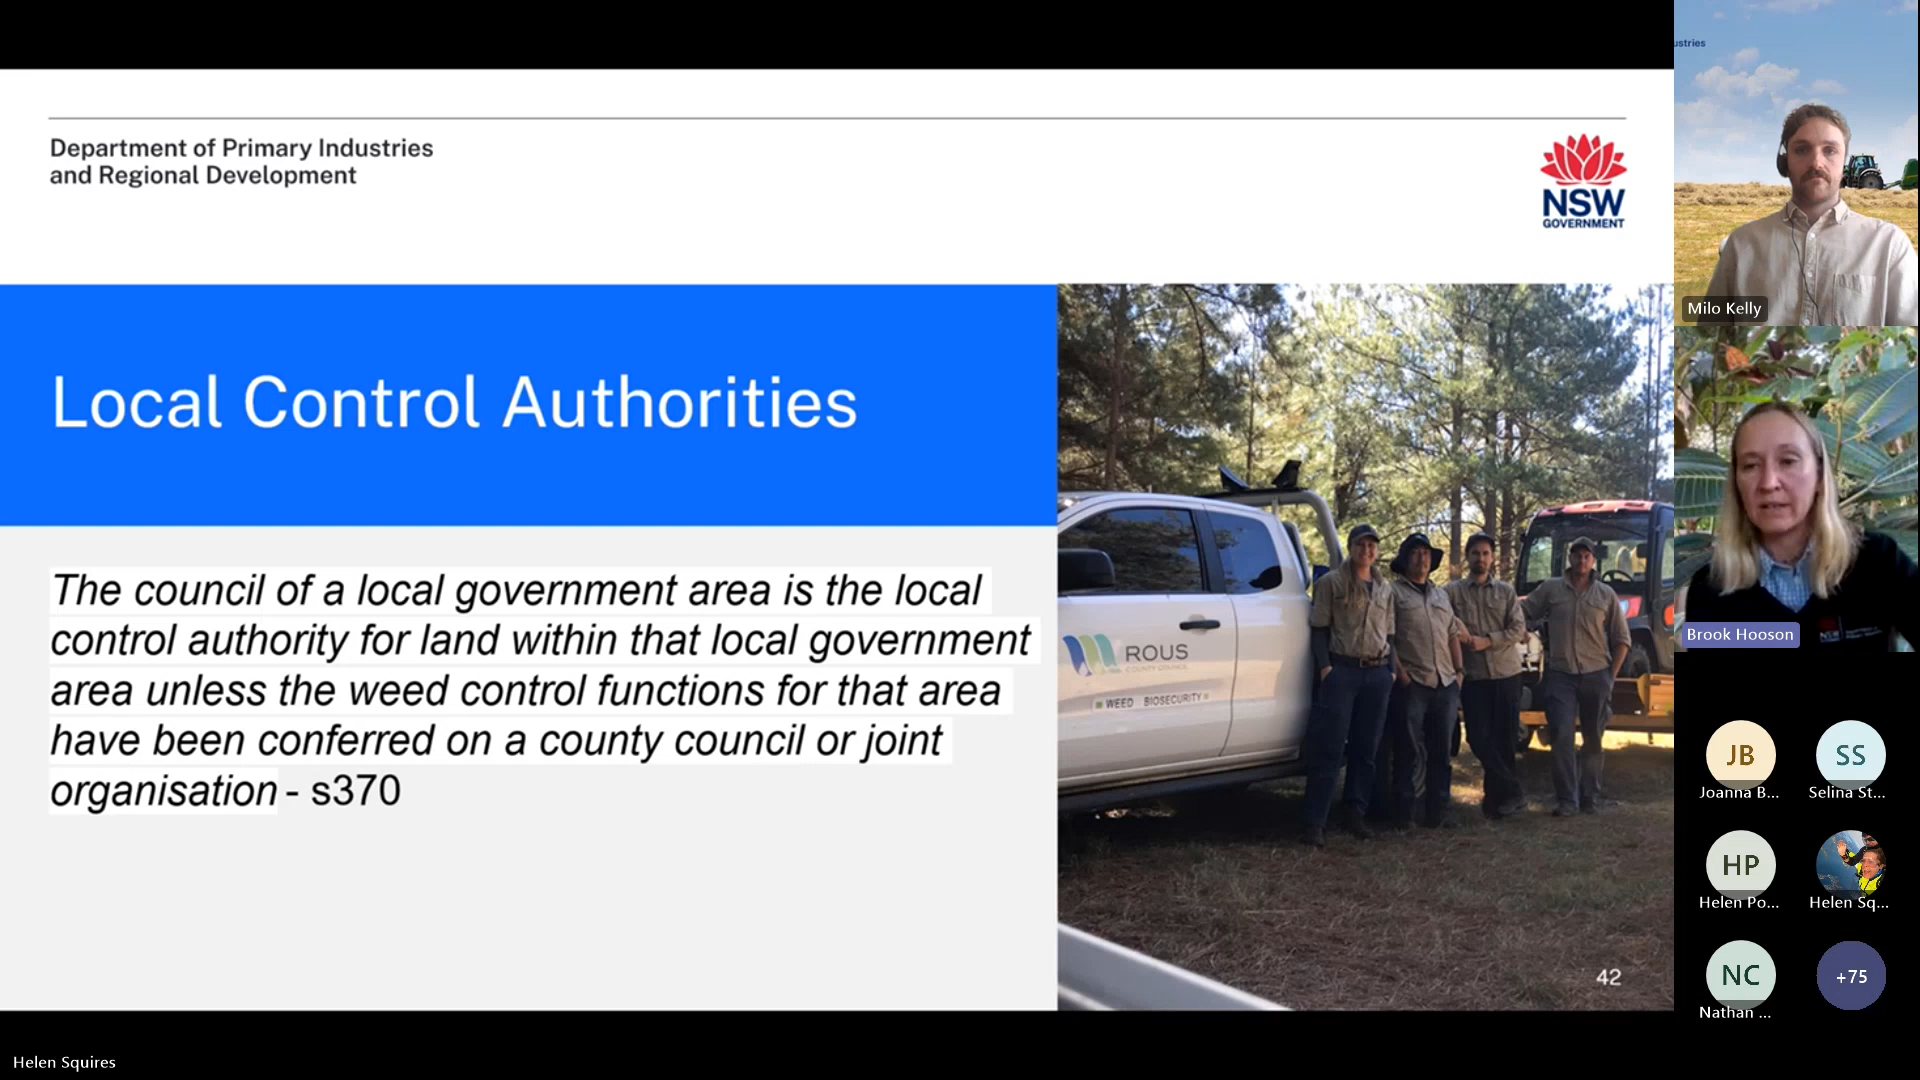 Department of Primary Industries
and Regional Development
NSW
GOVERNMENT
Local Control Authorities
The council of a local government area is the local
control authority for land within that local government
area unless the weed control functions for that area
have been conferred on a county council or joint
organisation - s370
ROUS
COUNTY COUNCIL
WEED BIOSECURITY
42
ustries
Milo Kelly
Brook Hooson
JB
Joanna B...
SS
Selina St...
HP
Helen Po...
Helen Sq...
NC
Nathan ...
+75
Helen Squires